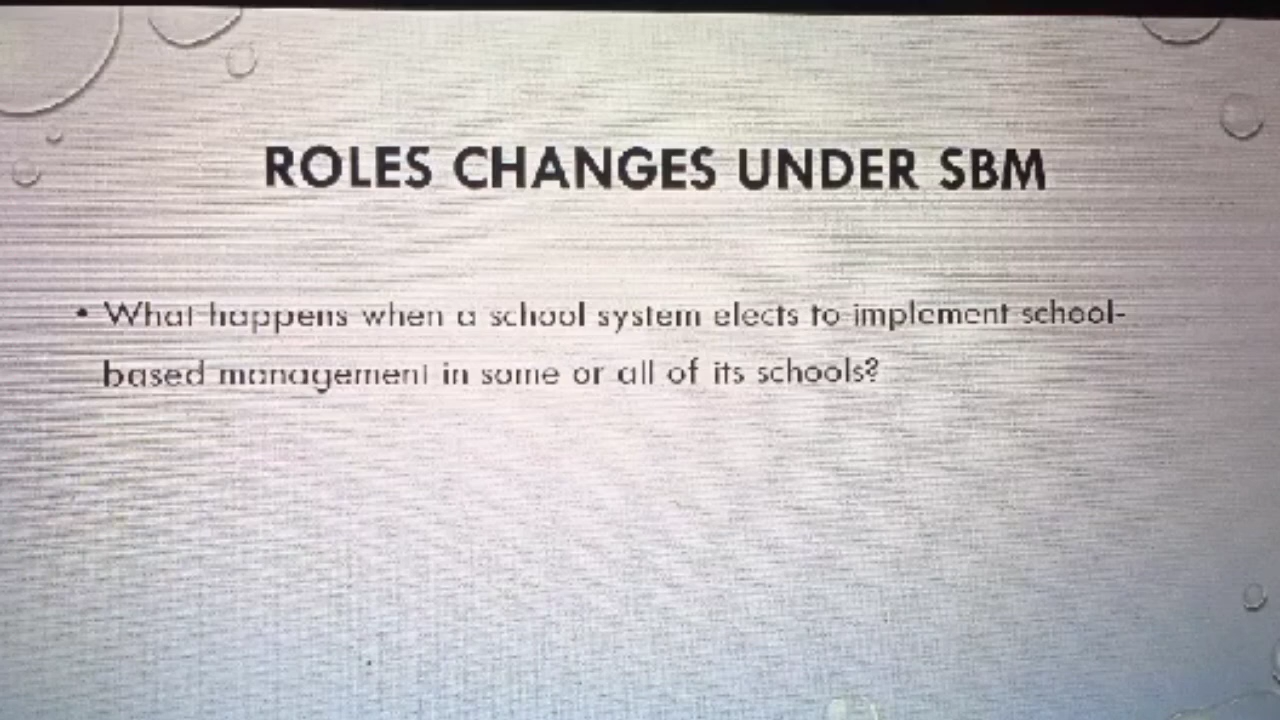 ROLES CHANGES UNDER SBM
• What happens when a school system elects to implement school-
based management in some or all of its schools?